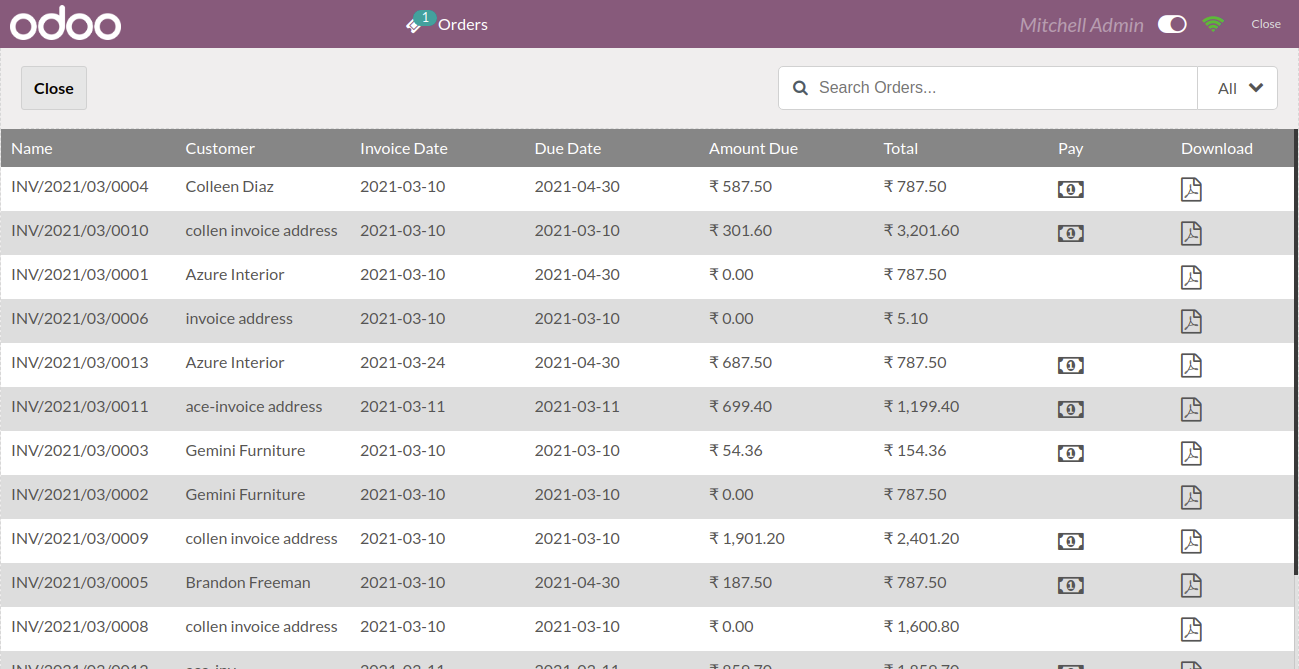 odoo 1 Orders Mitchell Admin Close
Close Search Orders... All
Name Customer Invoice Date Due Date Amount Due Total Pay Download
INV/2021/03/0004 Colleen Diaz 2021-03-10 2021-04-30 ₹ 587.50 ₹ 787.50
INV/2021/03/0010 collen invoice address 2021-03-10 2021-03-10 ₹ 301.60 ₹ 3,201.60
INV/2021/03/0001 Azure Interior 2021-03-10 2021-04-30 ₹ 0.00 ₹ 787.50
INV/2021/03/0006 invoice address 2021-03-10 2021-03-10 ₹ 0.00 ₹ 5.10
INV/2021/03/0013 Azure Interior 2021-03-24 2021-04-30 ₹ 687.50 ₹ 787.50
INV/2021/03/0011 ace-invoice address 2021-03-11 2021-03-11 ₹ 699.40 ₹ 1,199.40
INV/2021/03/0003 Gemini Furniture 2021-03-10 2021-03-10 ₹ 54.36 ₹ 154.36
INV/2021/03/0002 Gemini Furniture 2021-03-10 2021-03-10 ₹ 0.00 ₹ 787.50
INV/2021/03/0009 collen invoice address 2021-03-10 2021-03-10 ₹ 1,901.20 ₹ 2,401.20
INV/2021/03/0005 Brandon Freeman 2021-03-10 2021-04-30 ₹ 187.50 ₹ 787.50
INV/2021/03/0008 collen invoice address 2021-03-10 2021-03-10 ₹ 0.00 ₹ 1,600.80